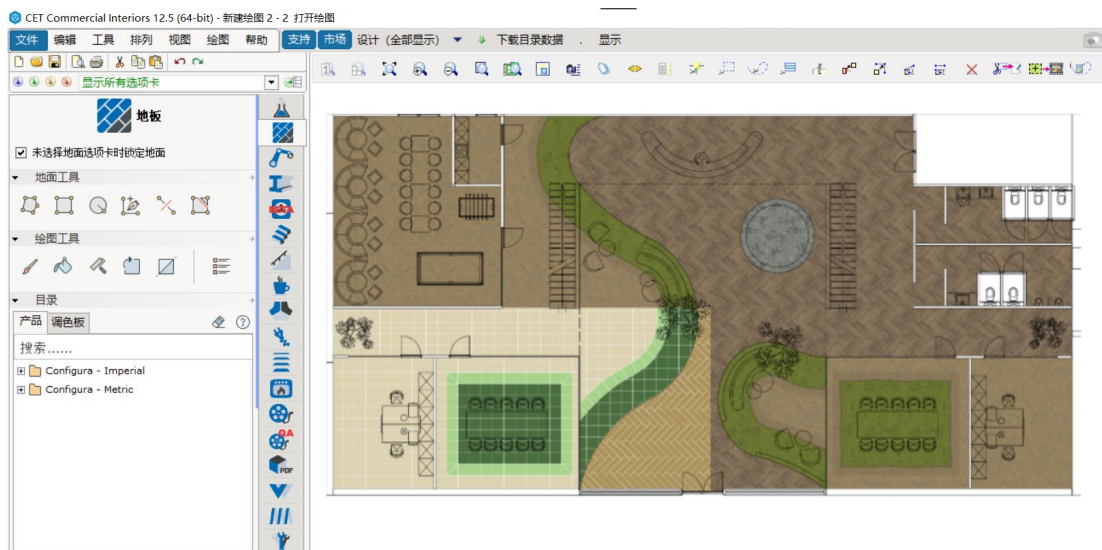 CET Commercial Interiors 12.5 (64-bit) - 新建绘图 2 - 2 打开绘图
文件 编辑 工具 排列 视图 绘图 帮助 支持 市场 设计（全部显示） 下载目录数据 . 显示
显示所有选项卡
地板
未选择地面选项卡时锁定地面
地面工具
绘图工具
目录
产品 调色板
搜索......
Configura - Imperial
Configura - Metric
BETA
QA
PDF